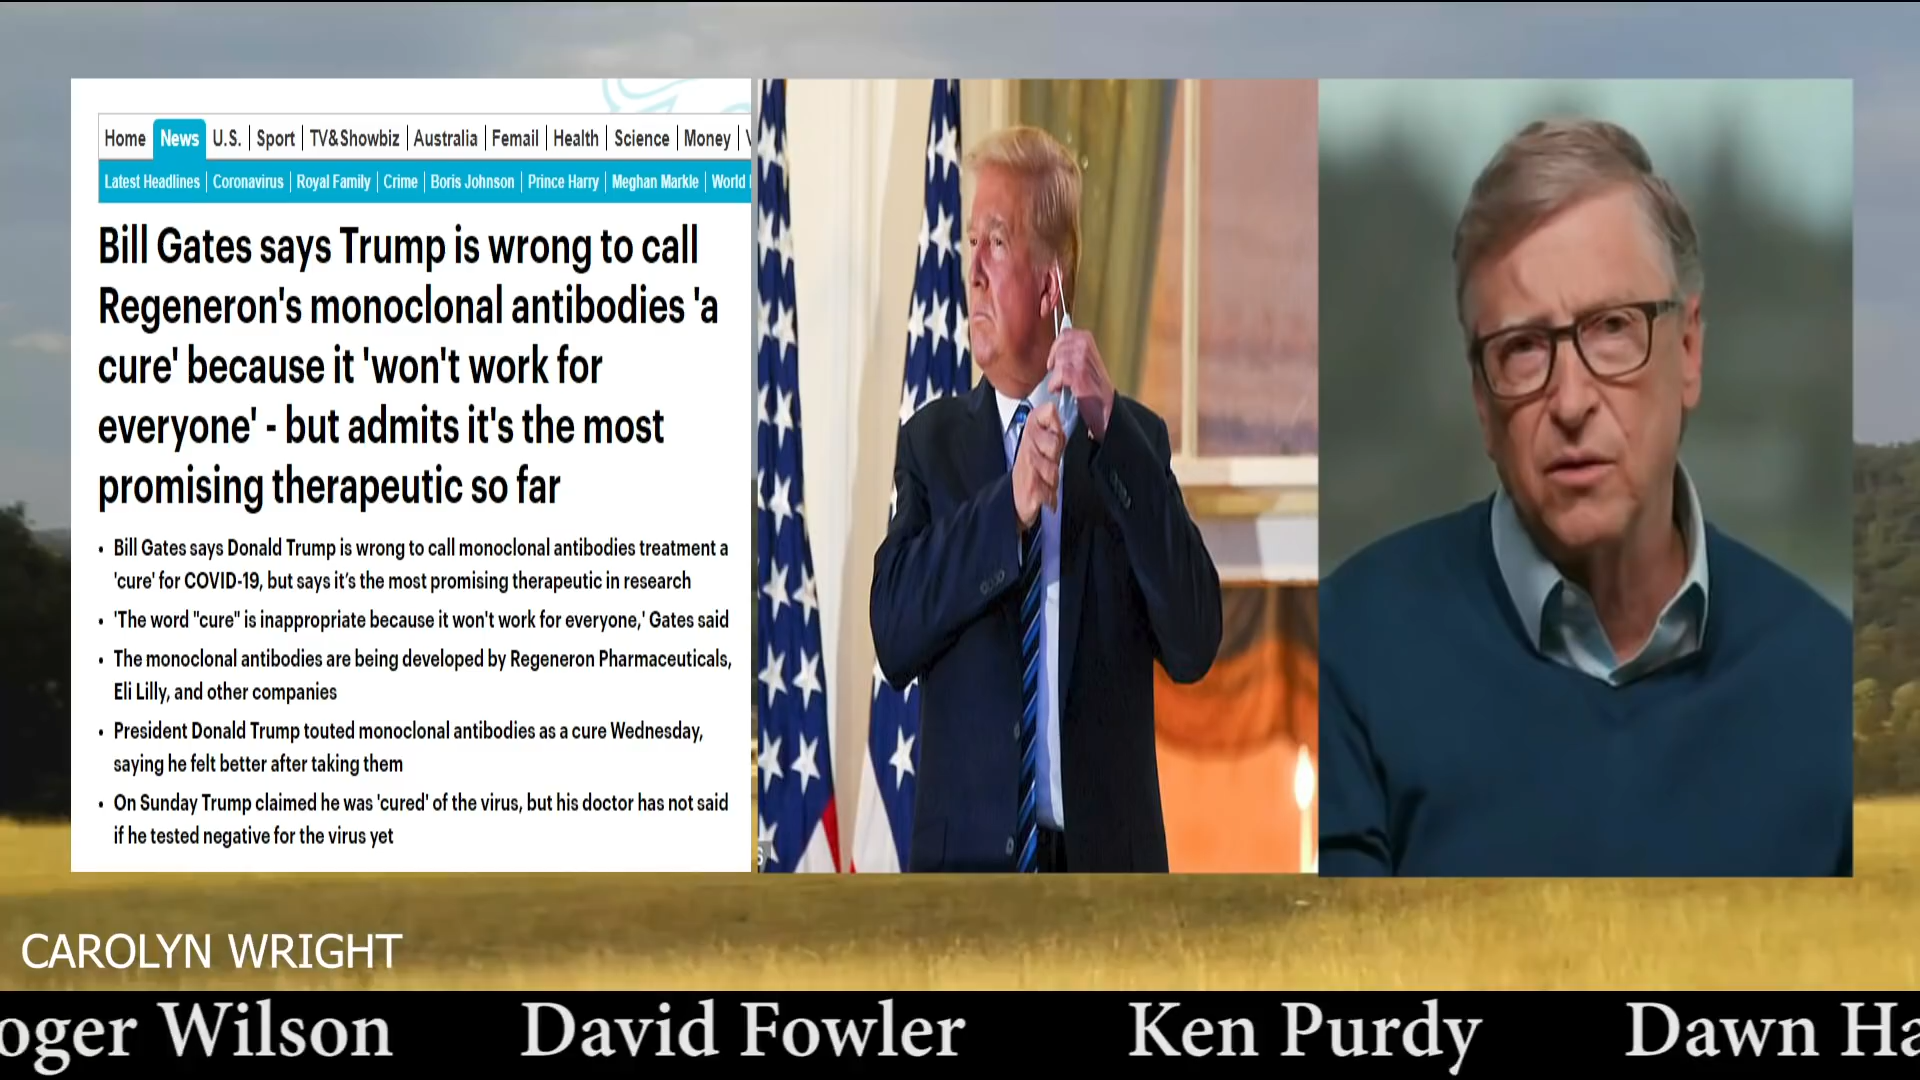 Home News U.S. Sport TV&Showbiz Australia Femail Health Science Money
Latest Headlines Coronavirus Royal Family Crime Boris Johnson Prince Harry Meghan Markle World
Bill Gates says Trump is wrong to call
Regeneron's monoclonal antibodies 'a
cure' because it 'won't work for
everyone' - but admits it's the most
promising therapeutic so far
• Bill Gates says Donald Trump is wrong to call monoclonal antibodies treatment a
'cure' for COVID-19, but says it's the most promising therapeutic in research
• 'The word "cure" is inappropriate because it won't work for everyone,' Gates said
• The monoclonal antibodies are being developed by Regeneron Pharmaceuticals,
Eli Lilly, and other companies
• President Donald Trump touted monoclonal antibodies as a cure Wednesday,
saying he felt better after taking them
• On Sunday Trump claimed he was 'cured' of the virus, but his doctor has not said
if he tested negative for the virus yet
CAROLYN WRIGHT
oger Wilson David Fowler Ken Purdy Dawn Ha